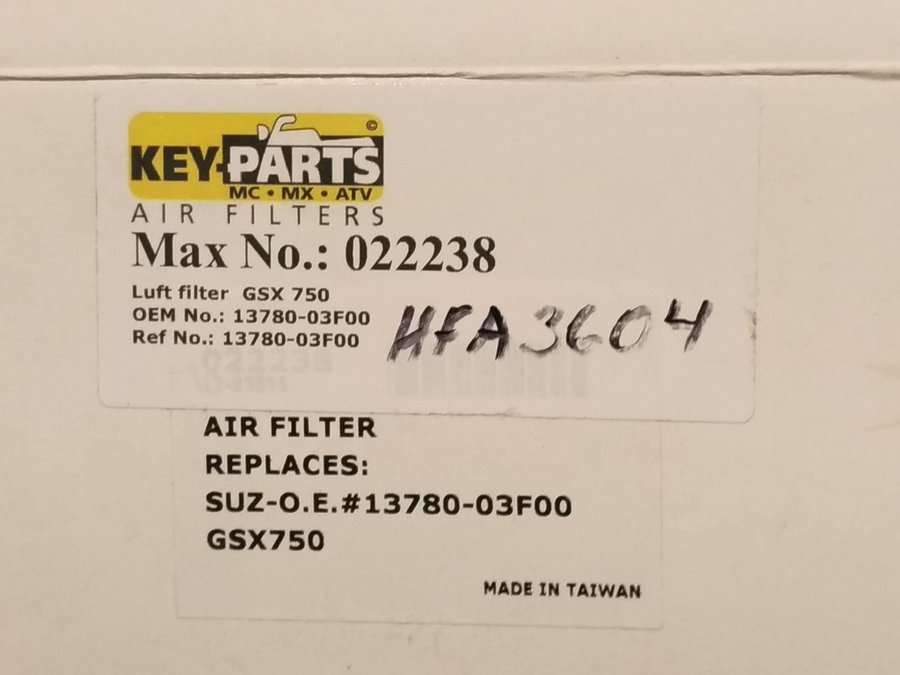 ©
KEY-PARTS
MC • MX • ATV
AIR FILTERS
Max No.: 022238
Luft filter GSX 750
OEM No.: 13780-03F00
Ref No.: 13780-03F00
HFA3604
022238
AIR FILTER
REPLACES:
SUZ-O.E.#13780-03F00
GSX750
MADE IN TAIWAN